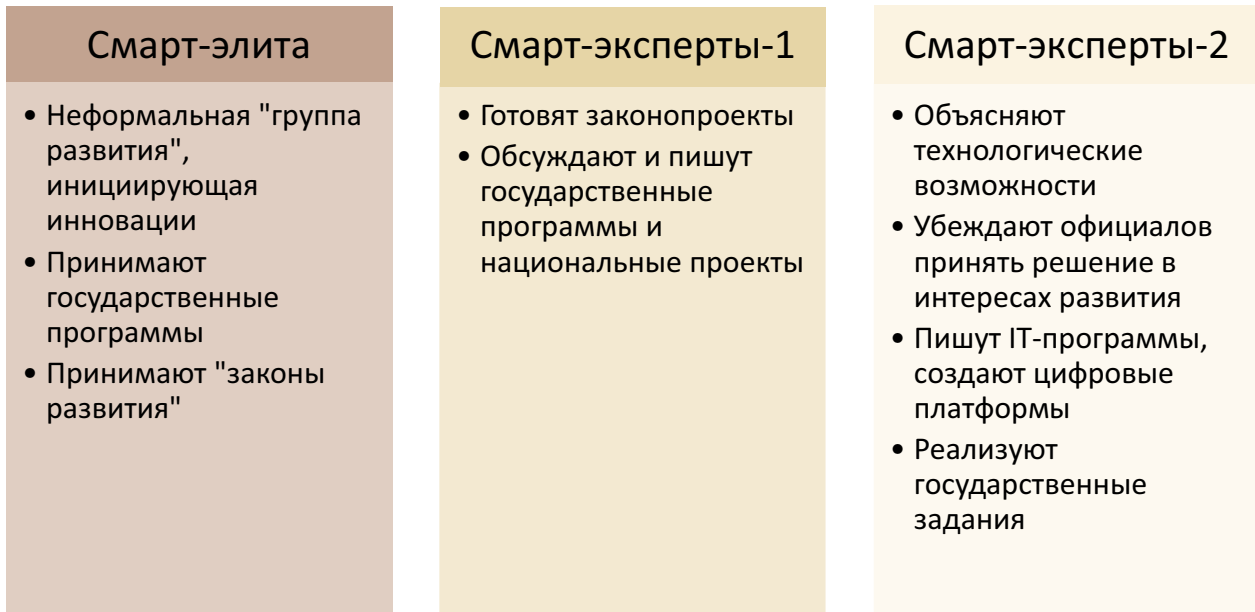 Смарт-элита
• Неформальная "группа
развития",
инициирующая
инновации
• Принимают
государственные
программы
• Принимают "законы
развития"
Смарт-эксперты-1
• Готовят законопроекты
• Обсуждают и пишут
государственные
программы и
национальные проекты
Смарт-эксперты-2
• Объясняют
технологические
возможности
• Убеждают официалов
принять решение в
интересах развития
• Пишут IT-программы,
создают цифровые
платформы
• Реализуют
государственные
задания